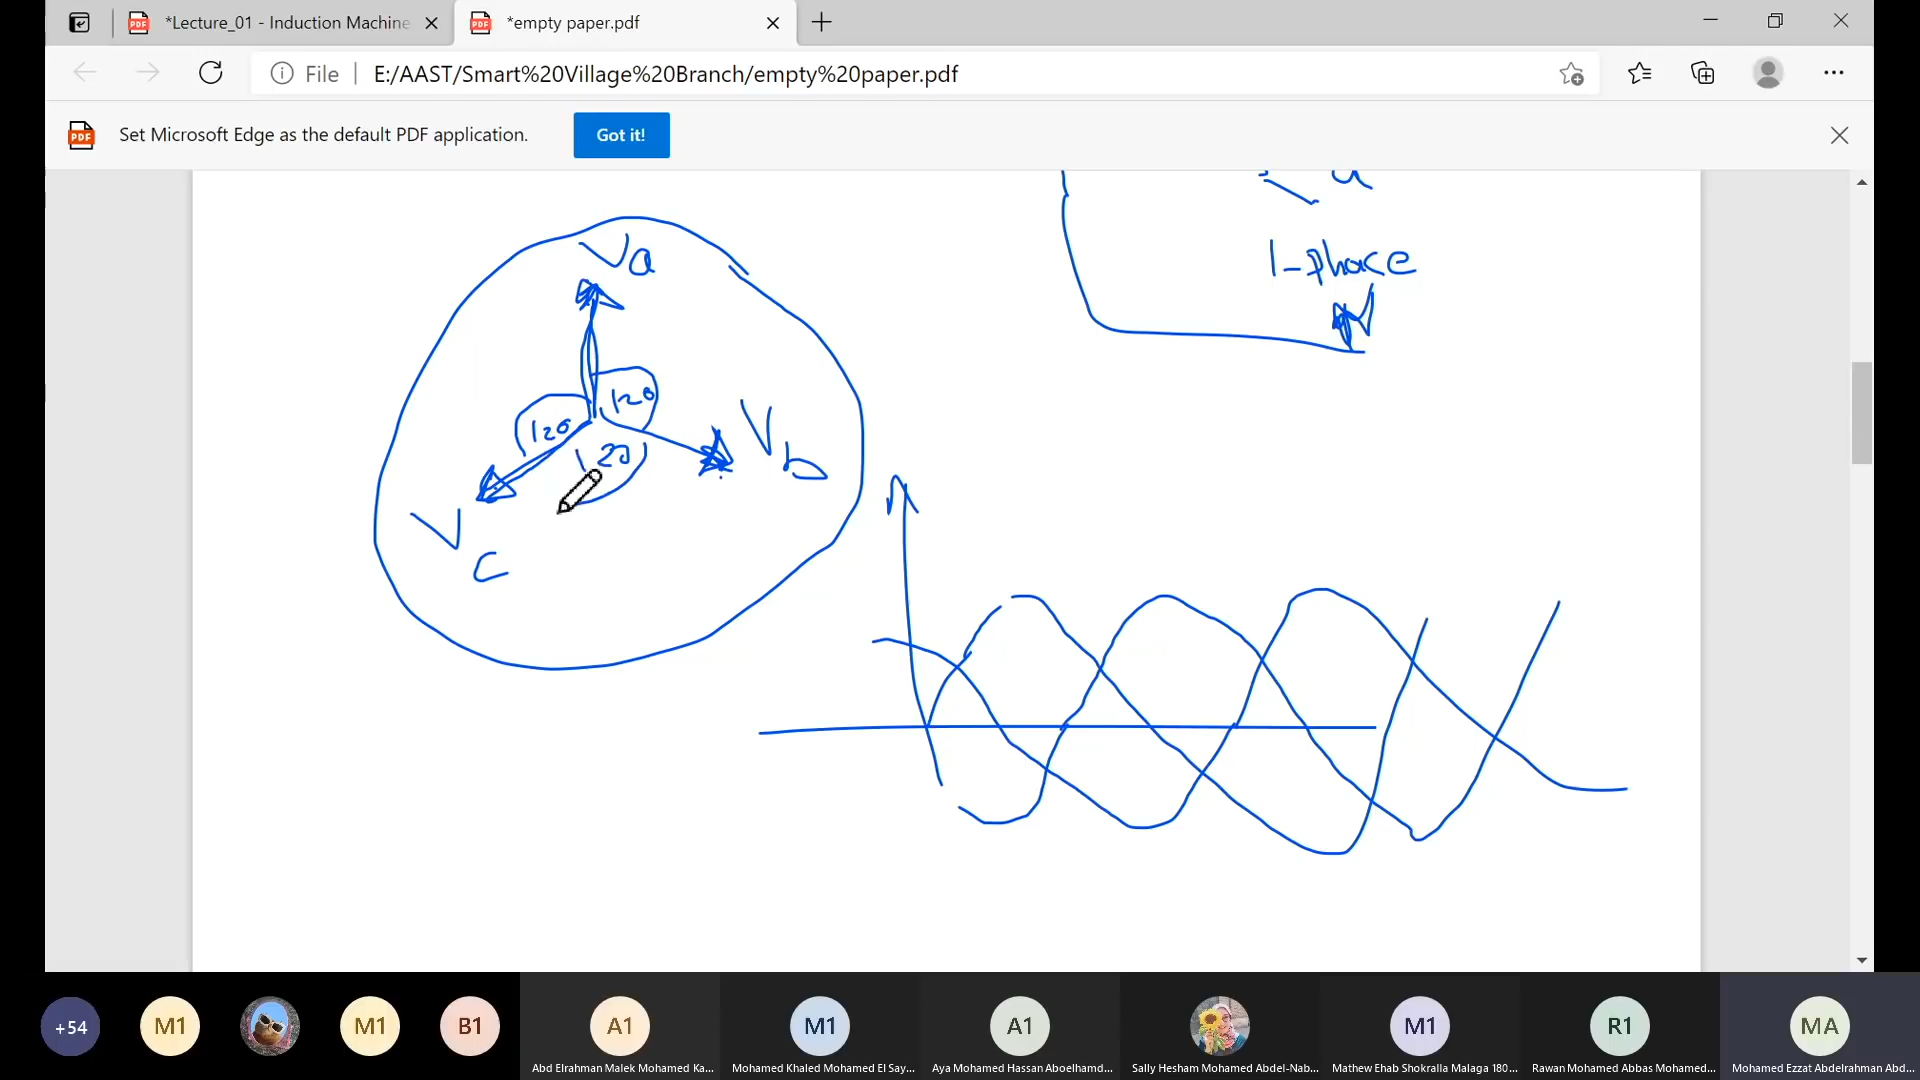 *Lecture_01 - Induction Machine
*empty paper.pdf
File
E:/AAST/Smart%20Village%20Branch/empty%20paper.pdf
Set Microsoft Edge as the default PDF application.
Got it!
Va
1-phace
120
120
120
Vb
Vc
+54
M1
M1
B1
A1
M1
A1
M1
R1
MA
Abd Elrahman Malek Mohamed Ka...
Mohamed Khaled Mohamed El Say...
Aya Mohamed Hassan Aboelhamd...
Sally Hesham Mohamed Abdel-Nab...
Mathew Ehab Shokralla Malaga 180...
Rawan Mohamed Abbas Mohamed...
Mohamed Ezzat Abdelrahman Abd...